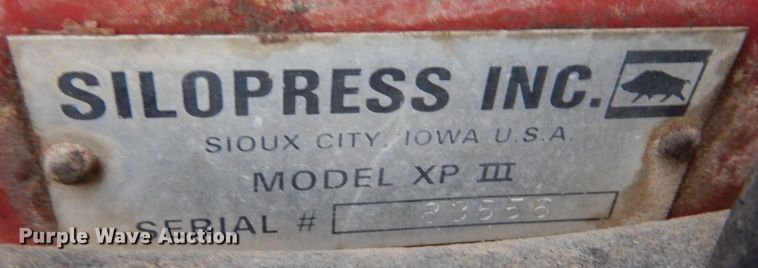 SILOPRESS INC.
SIOUX CITY, IOWA U.S.A.
MODEL XP III
SERIAL #
Purple Wave Auction